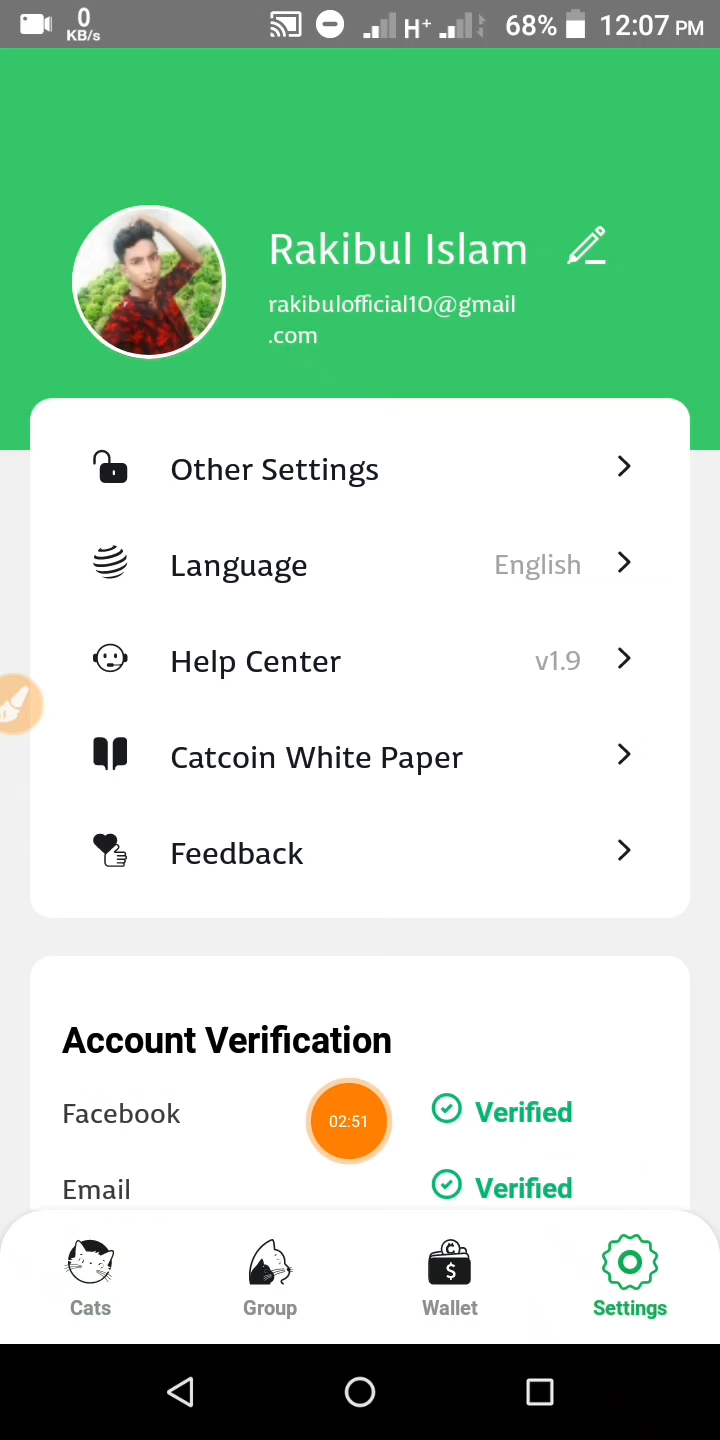 0
KB/s
H+
68%
12:07 PM
Rakibul Islam
rakibulofficial10@gmail
.com
Other Settings
Language English
Help Center v1.9
Catcoin White Paper
Feedback
Account Verification
Facebook Verified
02:51
Email Verified
$
Cats Group Wallet Settings